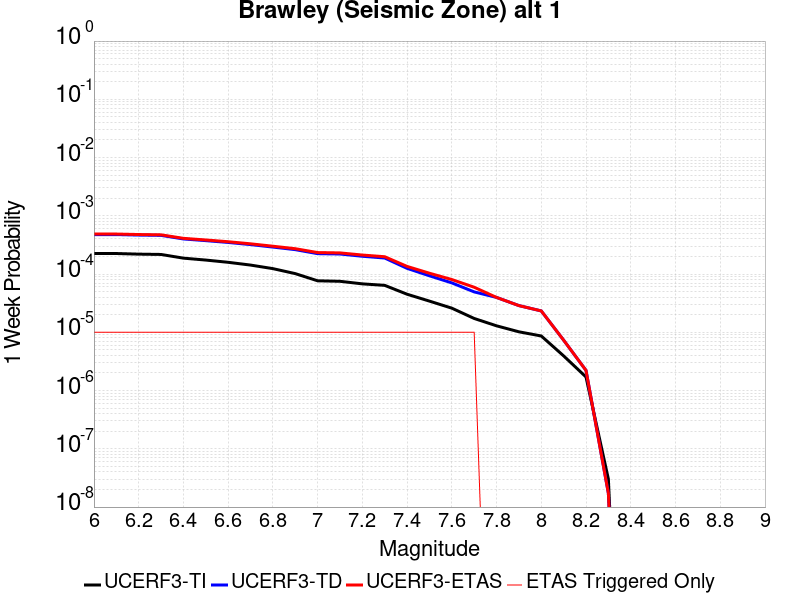 Brawley (Seismic Zone) alt 1
10^0
10^-1
10^-2
10^-3
10^-4
10^-5
10^-6
10^-7
10^-8
1 Week Probability
6 6.2 6.4 6.6 6.8 7 7.2 7.4 7.6 7.8 8 8.2 8.4 8.6 8.8 9
Magnitude
UCERF3-TI UCERF3-TD UCERF3-ETAS ETAS Triggered Only